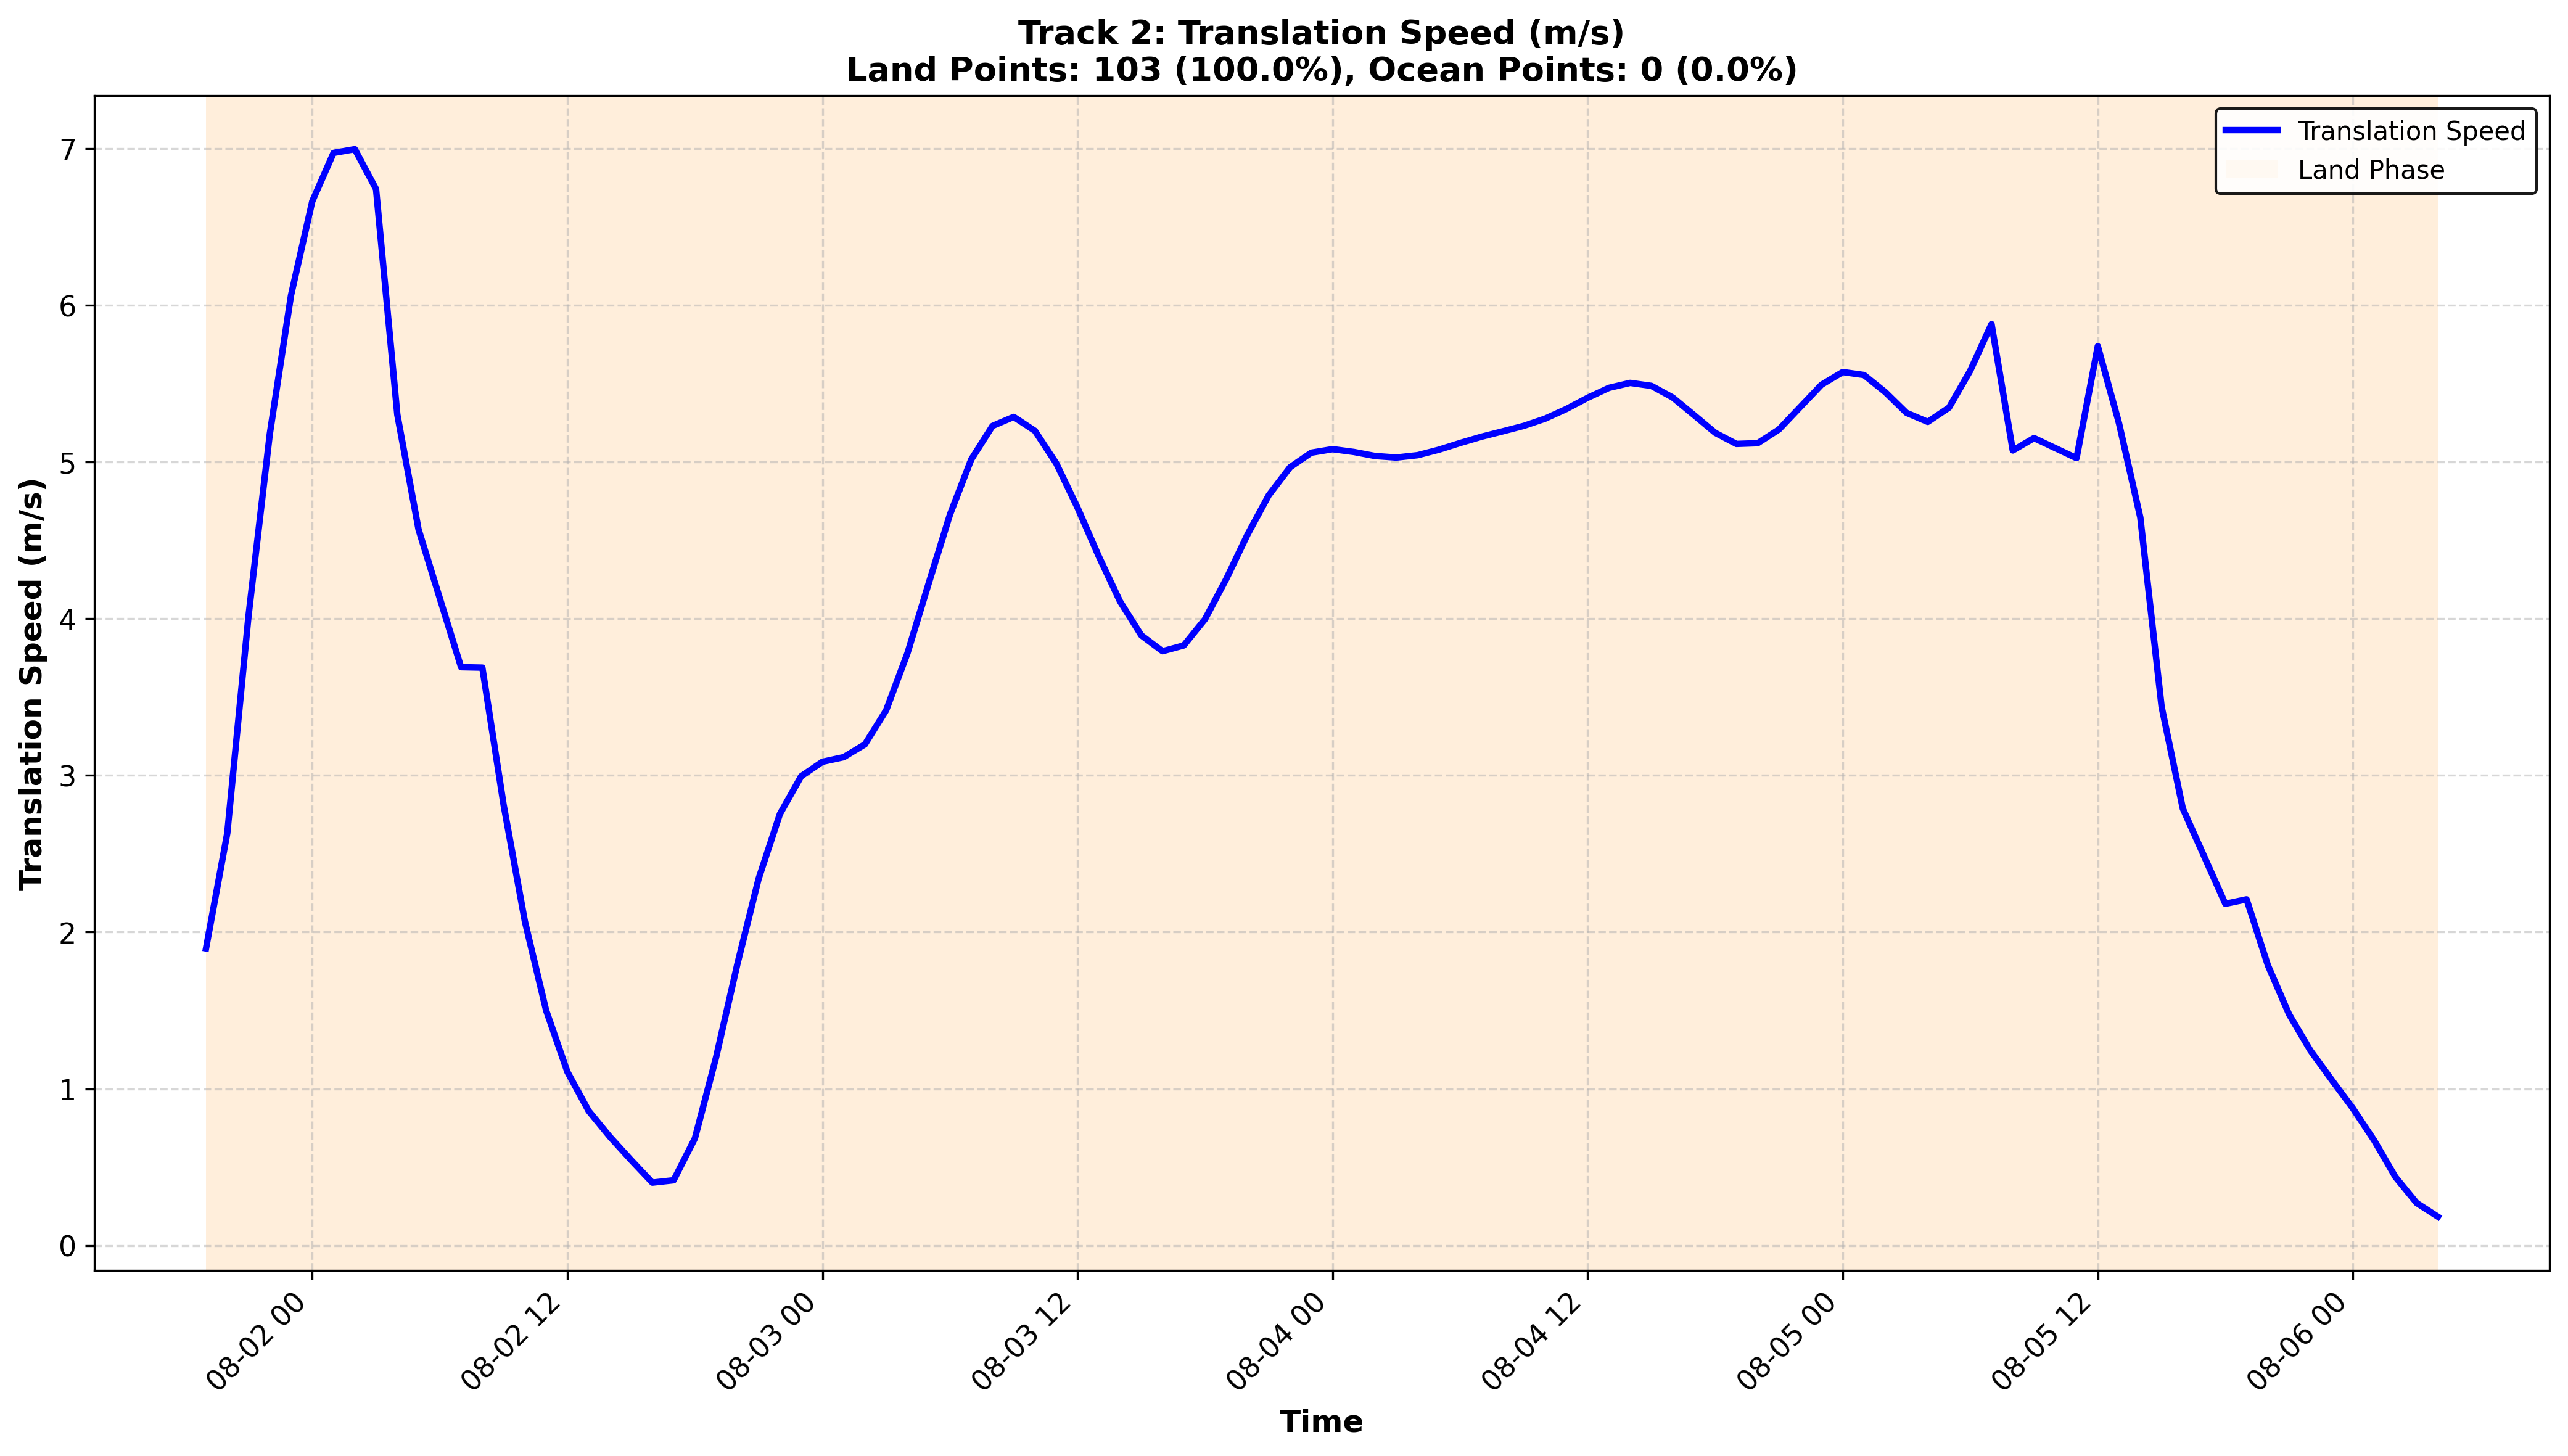 Track 2: Translation Speed (m/s)
Land Points: 103 (100.0%), Ocean Points: 0 (0.0%)
Translation Speed
Land Phase
Translation Speed (m/s)
7
6
5
4
3
2
1
0
08-02 00
08-02 12
08-03 00
08-03 12
08-04 00
08-04 12
08-05 00
08-05 12
08-06 00
Time